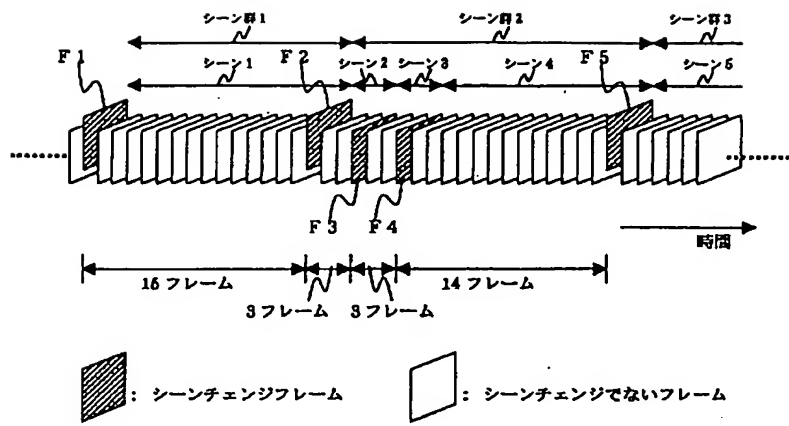 シーン群1 シーン群2 シーン群3
F1 F2 F5
シーン1 シーン2 シーン3 シーン4 シーン5
F3 F4
時間
15フレーム 14フレーム
3フレーム 3フレーム
: シーンチェンジフレーム : シーンチェンジでないフレーム